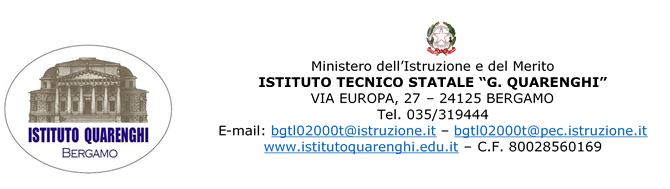 ISTITUTO QUARENGHI
BERGAMO
Ministero dell'Istruzione e del Merito
ISTITUTO TECNICO STATALE "G. QUARENGHI"
VIA EUROPA, 27 – 24125 BERGAMO
Tel. 035/319444
E-mail: bgtl02000t@istruzione.it – bgtl02000t@pec.istruzione.it
www.istitutoquarenghi.edu.it – C.F. 80028560169